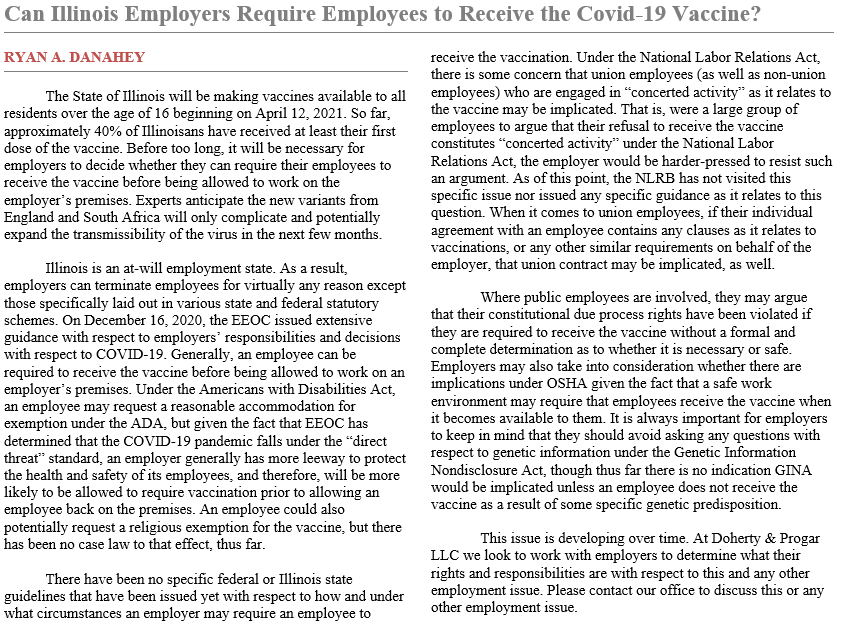 Can Illinois Employers Require Employees to Receive the Covid-19 Vaccine?
RYAN A. DANAHEY
The State of Illinois will be making vaccines available to all
residents over the age of 16 beginning on April 12, 2021. So far,
approximately 40% of Illinoisans have received at least their first
dose of the vaccine. Before too long, it will be necessary for
employers to decide whether they can require their employees to
receive the vaccine before being allowed to work on the
employer's premises. Experts anticipate the new variants from
England and South Africa will only complicate and potentially
expand the transmissibility of the virus in the next few months.
Illinois is an at-will employment state. As a result,
employers can terminate employees for virtually any reason except
those specifically laid out in various state and federal statutory
schemes. On December 16, 2020, the EEOC issued extensive
guidance with respect to employers' responsibilities and decisions
with respect to COVID-19. Generally, an employee can be
required to receive the vaccine before being allowed to work on an
employer's premises. Under the Americans with Disabilities Act,
an employee may request a reasonable accommodation for
exemption under the ADA, but given the fact that EEOC has
determined that the COVID-19 pandemic falls under the “direct
threat” standard, an employer generally has more leeway to protect
the health and safety of its employees, and therefore, will be more
likely to be allowed to require vaccination prior to allowing an
employee back on the premises. An employee could also
potentially request a religious exemption for the vaccine, but there
has been no case law to that effect, thus far.
There have been no specific federal or Illinois state
guidelines that have been issued yet with respect to how and under
what circumstances an employer may require an employee to
receive the vaccination. Under the National Labor Relations Act,
there is some concern that union employees (as well as non-union
employees) who are engaged in “concerted activity” as it relates to
the vaccine may be implicated. That is, were a large group of
employees to argue that their refusal to receive the vaccine
constitutes “concerted activity” under the National Labor
Relations Act, the employer would be harder-pressed to resist such
an argument. As of this point, the NLRB has not visited this
specific issue nor issued any specific guidance as it relates to this
question. When it comes to union employees, if their individual
agreement with an employee contains any clauses as it relates to
vaccinations, or any other similar requirements on behalf of the
employer, that union contract may be implicated, as well.
Where public employees are involved, they may argue
that their constitutional due process rights have been violated if
they are required to receive the vaccine without a formal and
complete determination as to whether it is necessary or safe.
Employers may also take into consideration whether there are
implications under OSHA given the fact that a safe work
environment may require that employees receive the vaccine when
it becomes available to them. It is always important for employers
to keep in mind that they should avoid asking any questions with
respect to genetic information under the Genetic Information
Nondisclosure Act, though thus far there is no indication GINA
would be implicated unless an employee does not receive the
vaccine as a result of some specific genetic predisposition.
This issue is developing over time. At Doherty & Progar
LLC we look to work with employers to determine what their
rights and responsibilities are with respect to this and any other
employment issue. Please contact our office to discuss this or any
other employment issue.